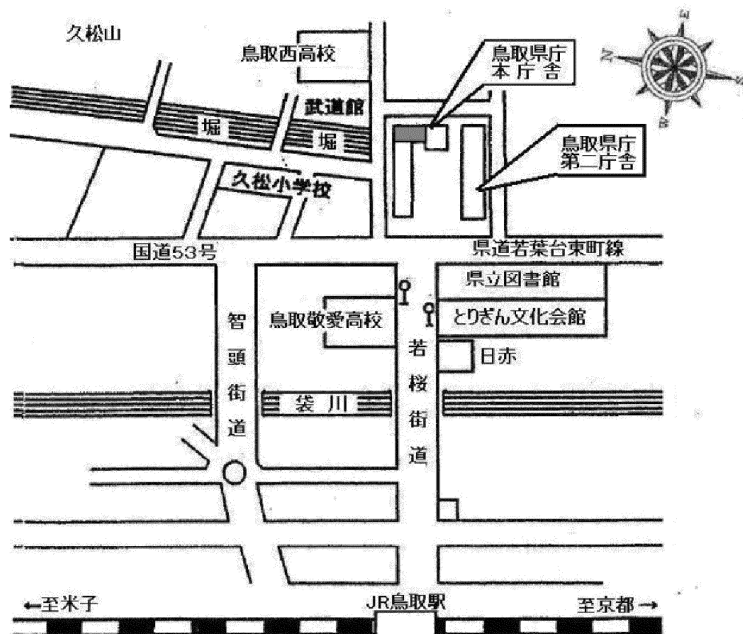 久松山
鳥取西高校
鳥取県庁
本庁舎
N
E
S
W
武道館
堀
堀
鳥取県庁
第二庁舎
久松小学校
国道53号
県道若葉台東町線
県立図書館
とりぎん文化会館
鳥取敬愛高校
日赤
智頭街道
若桜街道
袋川
←至米子
JR鳥取駅
至京都→